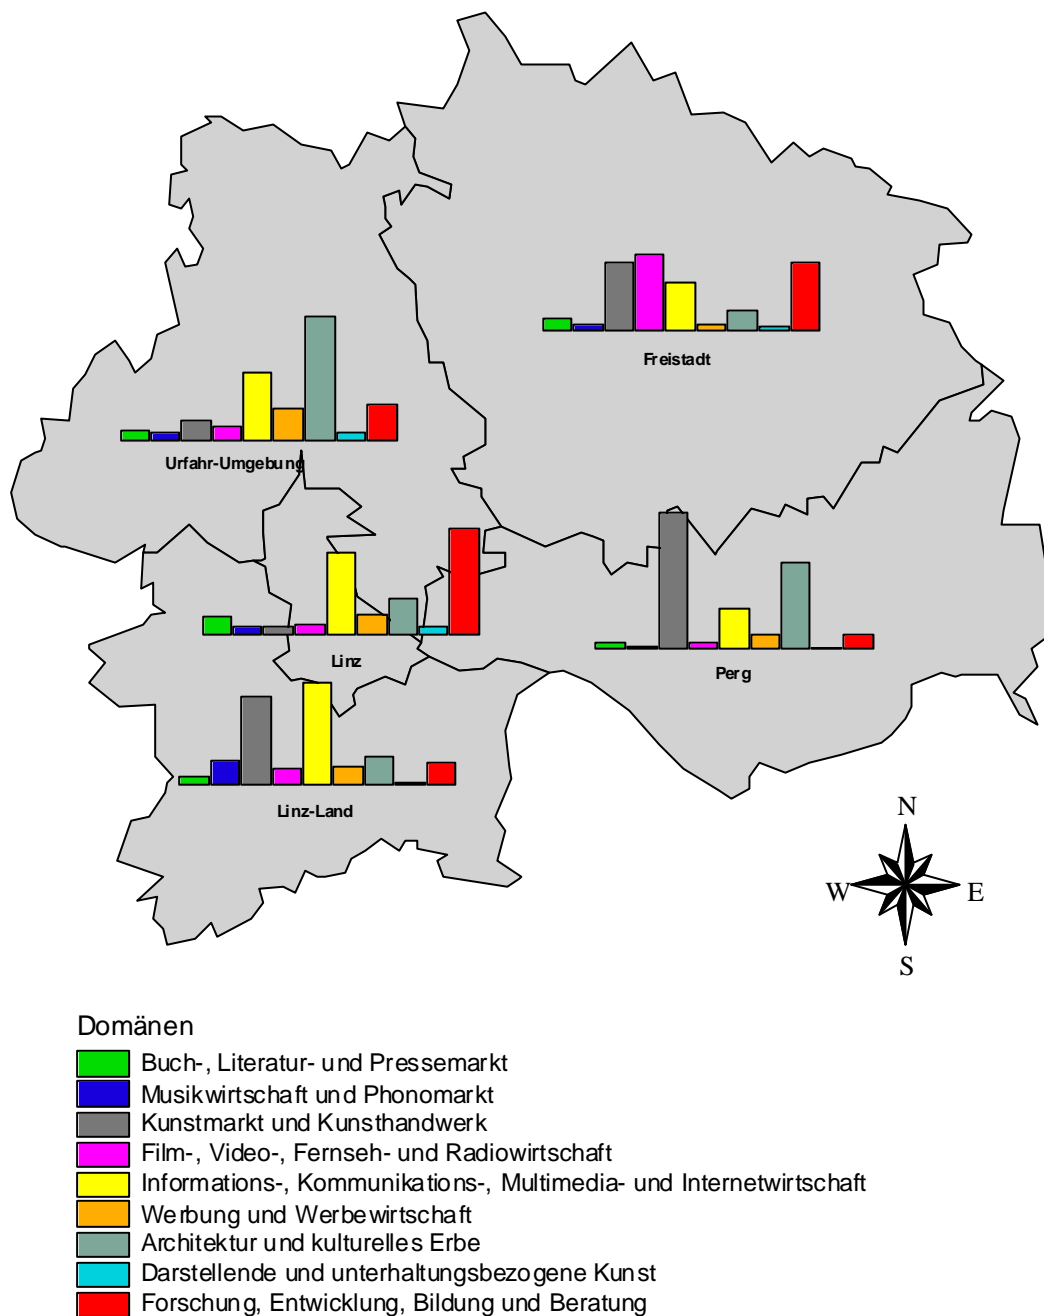 Freistadt
Urfahr-Umgebung
Linz
Perg
Linz-Land
N
W E
S
Domänen
Buch-, Literatur- und Pressemarkt
Musikwirtschaft und Phonomarkt
Kunstmarkt und Kunsthandwerk
Film-, Video-, Fernseh- und Radiowirtschaft
Informations-, Kommunikations-, Multimedia- und Internetwirtschaft
Werbung und Werbewirtschaft
Architektur und kulturelles Erbe
Darstellende und unterhaltungsbezogene Kunst
Forschung, Entwicklung, Bildung und Beratung